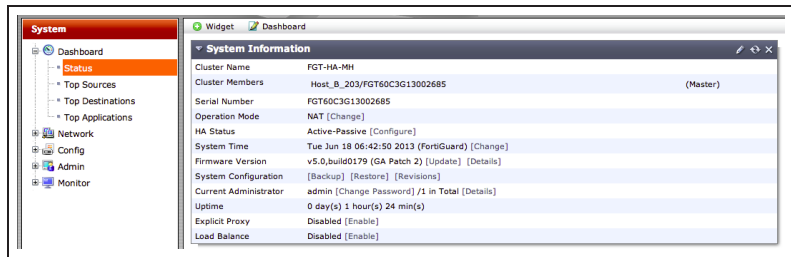 System
Widget Dashboard
Dashboard
Status
Top Sources
Top Destinations
Top Applications
Network
Config
Admin
Monitor
System Information
Cluster Name FGT-HA-MH
Cluster Members Host_B_203/FGT60C3G13002685 (Master)
Serial Number FGT60C3G13002685
Operation Mode NAT [Change]
HA Status Active-Passive [Configure]
System Time Tue Jun 18 06:42:50 2013 (FortiGuard) [Change]
Firmware Version v5.0,build0179 (GA Patch 2) [Update] [Details]
System Configuration [Backup] [Restore] [Revisions]
Current Administrator admin [Change Password] /1 in Total [Details]
Uptime 0 day(s) 1 hour(s) 24 min(s)
Explicit Proxy Disabled [Enable]
Load Balance Disabled [Enable]